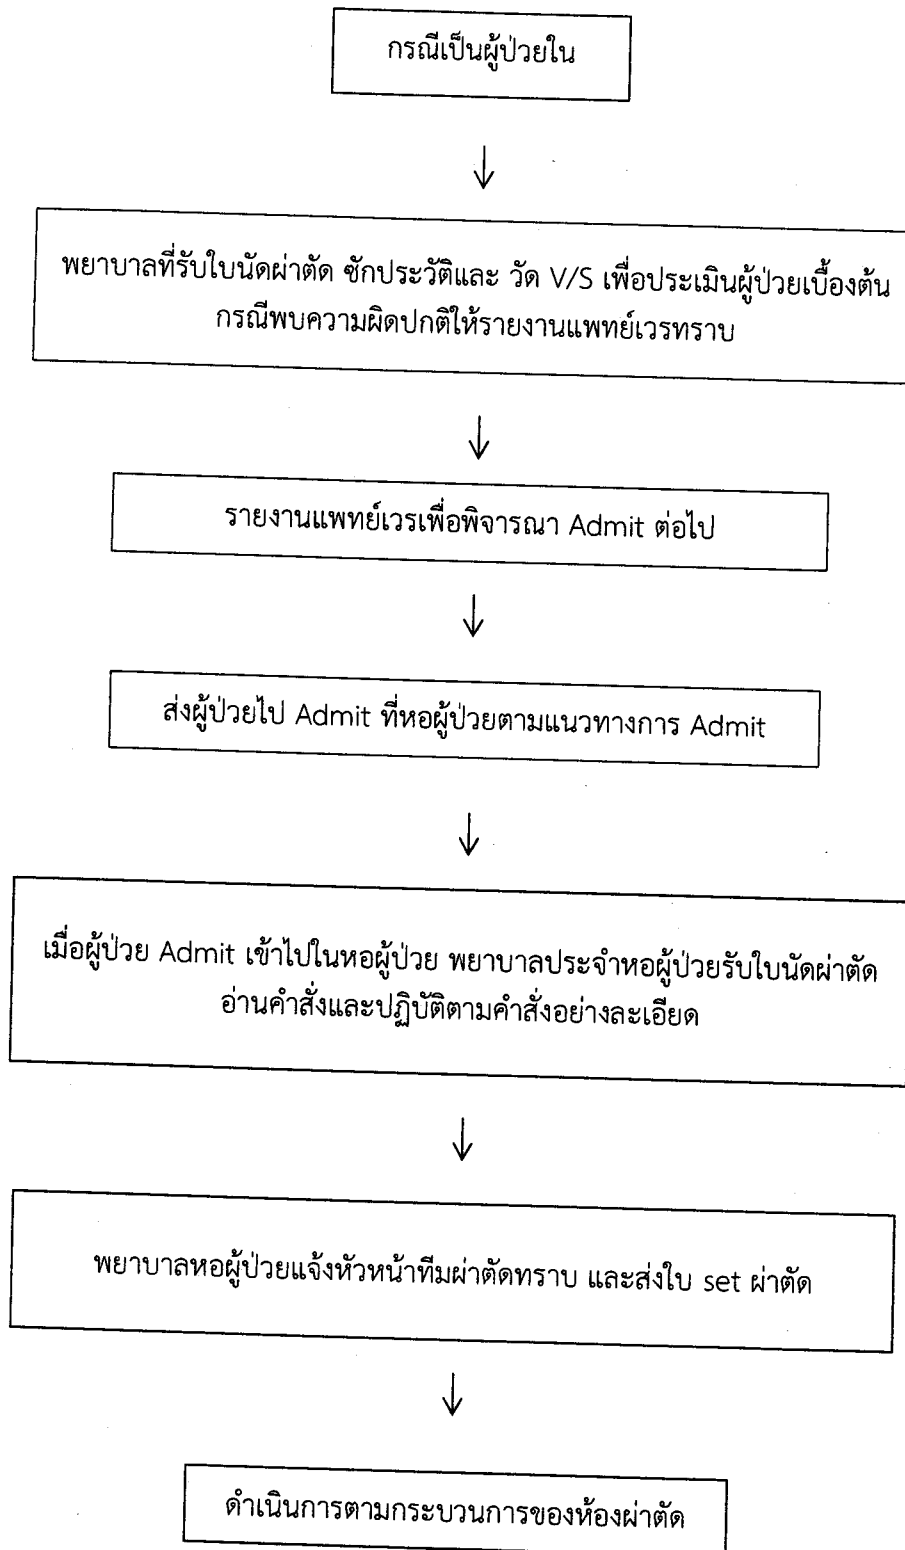 กรณีเป็นผู้ป่วยใน
พยาบาลที่รับใบนัดผ่าตัด ซักประวัติและ วัด V/S เพื่อประเมินผู้ป่วยเบื้องต้น
กรณีพบความผิดปกติให้รายงานแพทย์เวรทราบ
รายงานแพทย์เวรเพื่อพิจารณา Admit ต่อไป
ส่งผู้ป่วยไป Admit ที่หอผู้ป่วยตามแนวทางการ Admit
เมื่อผู้ป่วย Admit เข้าไปในหอผู้ป่วย พยาบาลประจำหอผู้ป่วยรับใบนัดผ่าตัด
อ่านคำสั่งและปฏิบัติตามคำสั่งอย่างละเอียด
พยาบาลหอผู้ป่วยแจ้งหัวหน้าทีมผ่าตัดทราบ และส่งใบ set ผ่าตัด
ดำเนินการตามกระบวนการของห้องผ่าตัด